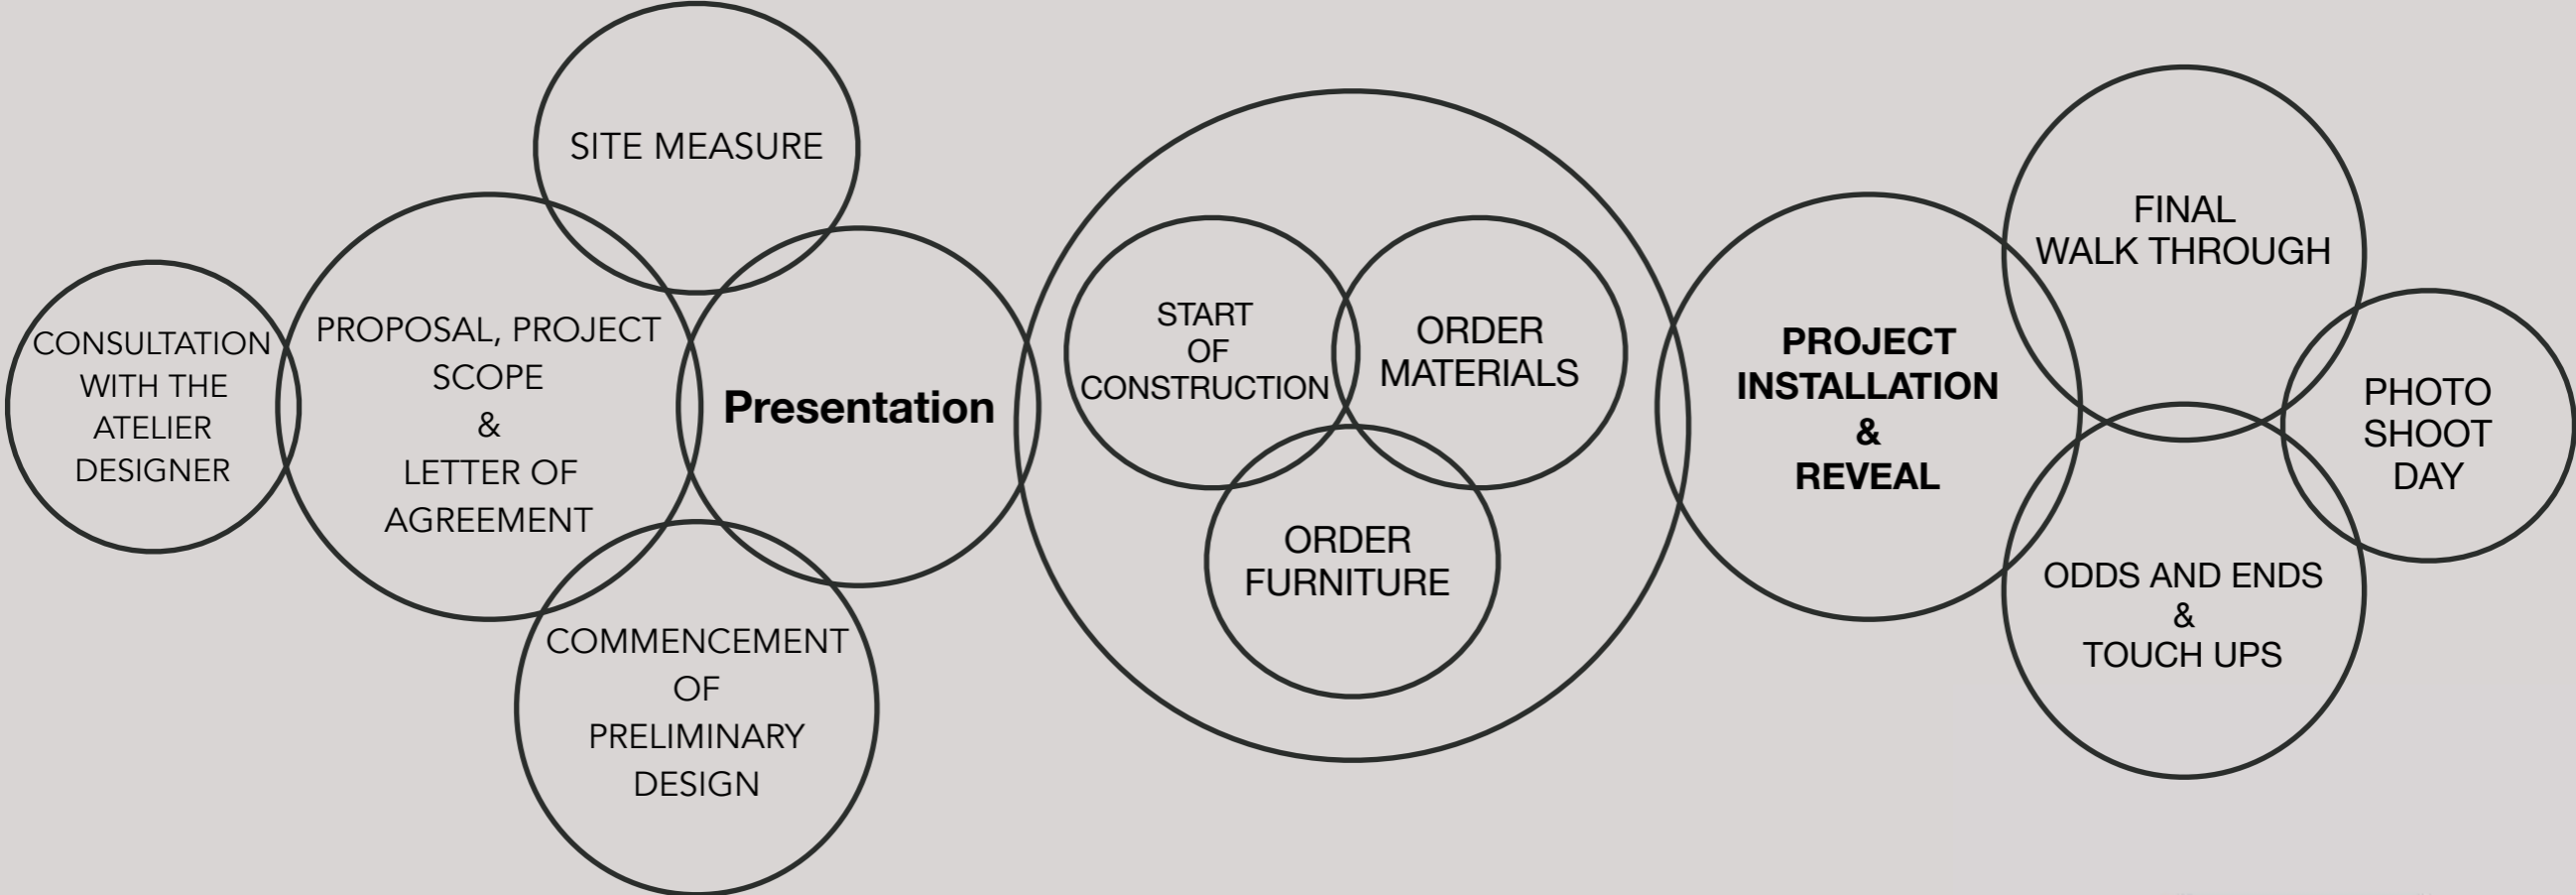 CONSULTATION
WITH THE
ATELIER
DESIGNER
PROPOSAL, PROJECT
SCOPE
&
LETTER OF
AGREEMENT
SITE MEASURE
COMMENCEMENT
OF
PRELIMINARY
DESIGN
Presentation
START
OF
CONSTRUCTION
ORDER
MATERIALS
ORDER
FURNITURE
PROJECT
INSTALLATION
&
REVEAL
FINAL
WALK THROUGH
ODDS AND ENDS
&
TOUCH UPS
PHOTO
SHOOT
DAY